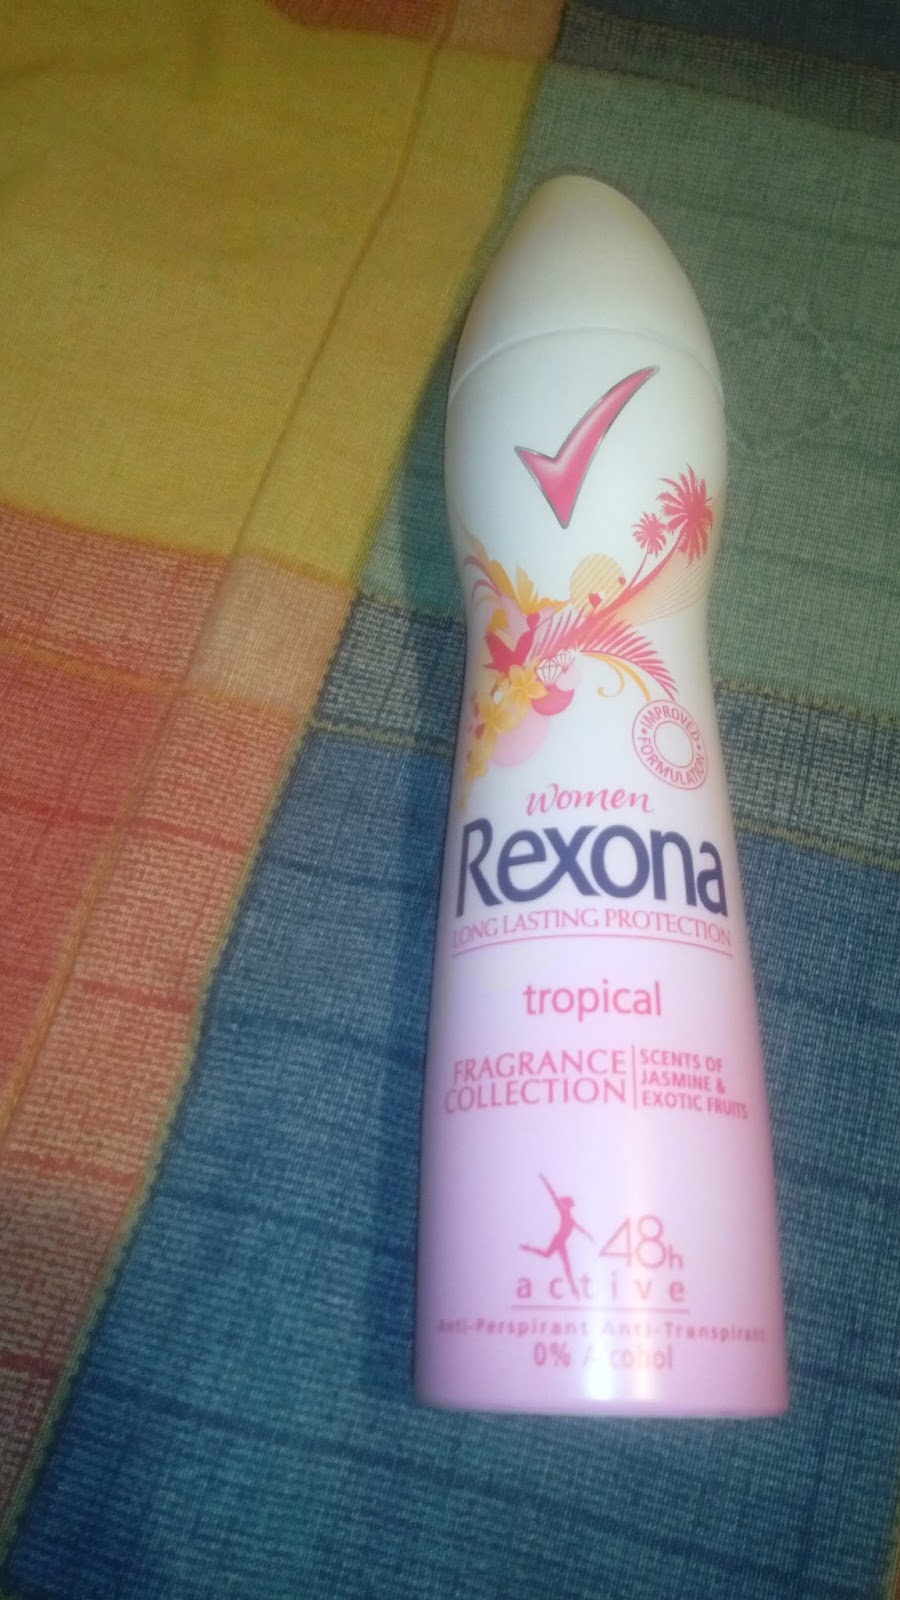 IMPROVED
FORMULATION
women
Rexona
LONG LASTING PROTECTION
tropical
FRAGRANCE
COLLECTION
SCENTS OF
JASMINE &
EXOTIC FRUITS
48h
active
Anti-Perspirant Anti-Transpirant
0% Alcohol